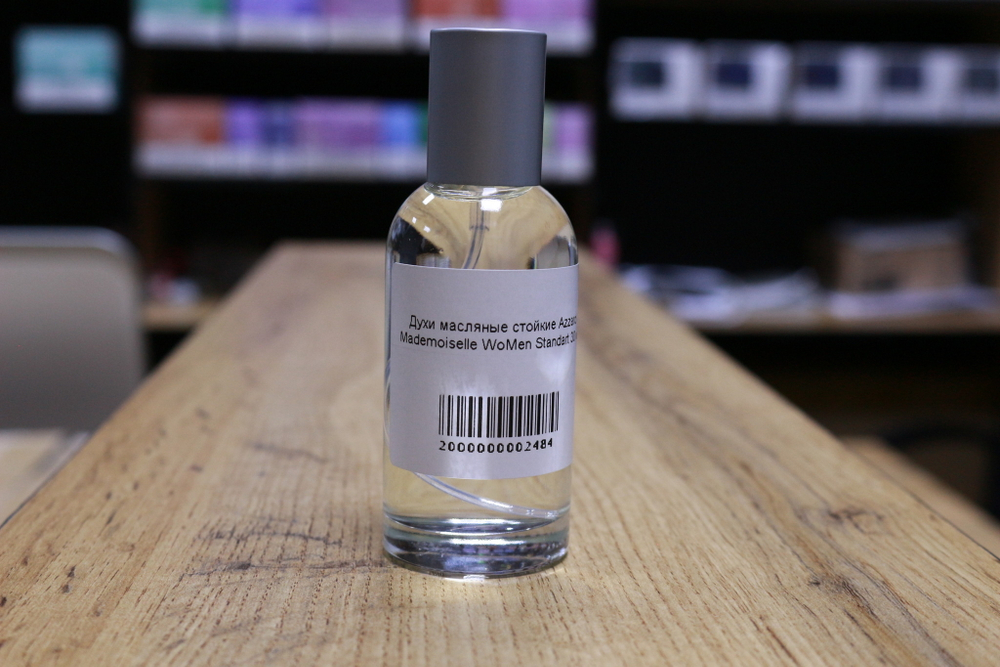 Духи масляные стойкие
Mademoiselle WoMen Standart
2000000002484